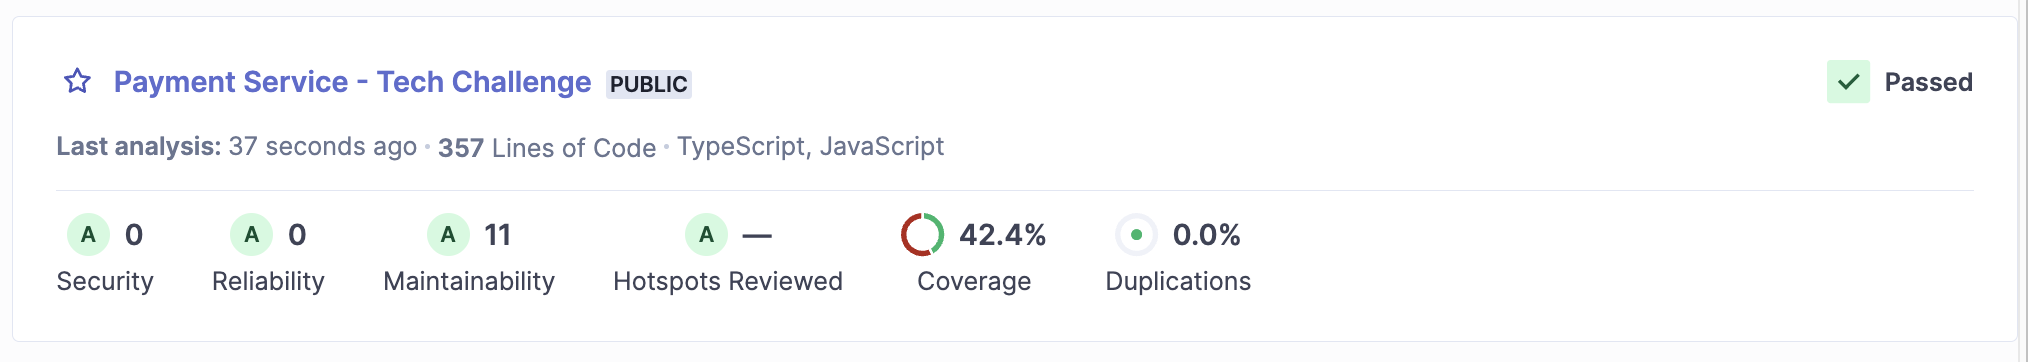 Payment Service - Tech Challenge PUBLIC Passed
Last analysis: 37 seconds ago · 357 Lines of Code · TypeScript, JavaScript
A 0 A 0 A 11 A — 42.4% 0.0%
Security Reliability Maintainability Hotspots Reviewed Coverage Duplications